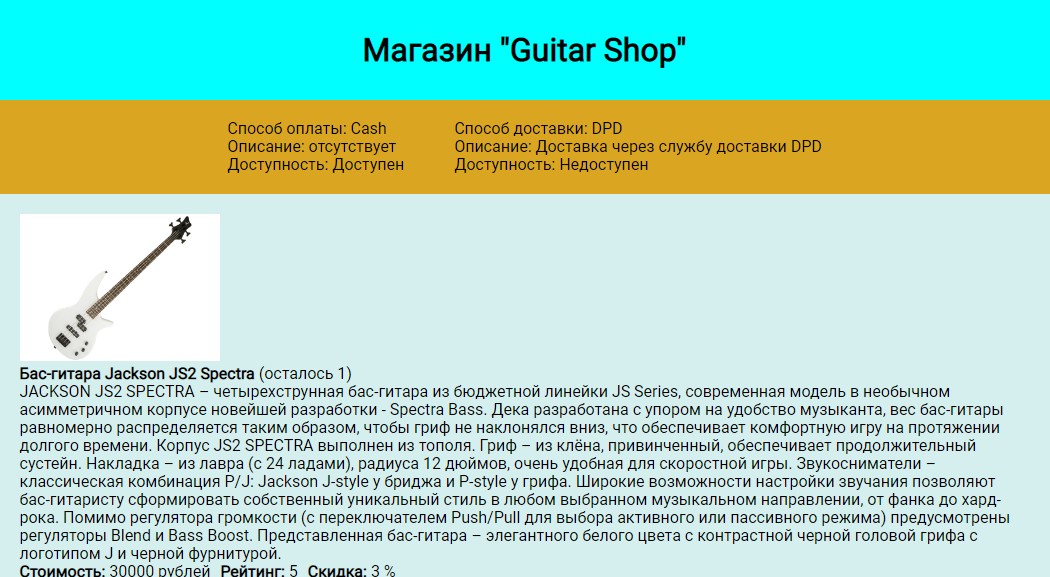 Магазин "Guitar Shop"
Способ оплаты: Cash
Описание: отсутствует
Доступность: Доступен
Способ доставки: DPD
Описание: Доставка через службу доставки DPD
Доступность: Недоступен
Бас-гитара Jackson JS2 Spectra (осталось 1)
JACKSON JS2 SPECTRA – четырехструнная бас-гитара из бюджетной линейки JS Series, современная модель в необычном
асимметричном корпусе новейшей разработки - Spectra Bass. Дека разработана с упором на удобство музыканта, вес бас-гитары
равномерно распределяется таким образом, чтобы гриф не наклонялся вниз, что обеспечивает комфортную игру на протяжении
долгого времени. Корпус JS2 SPECTRA выполнен из тополя. Гриф – из клёна, привинченный, обеспечивает продолжительный
сустейн. Накладка – из лавра (с 24 ладами), радиуса 12 дюймов, очень удобная для скоростной игры. Звукосниматели –
классическая комбинация P/J: Jackson J-style у бриджа и P-style у грифа. Широкие возможности настройки звучания позволяют
бас-гитаристу сформировать собственный уникальный стиль в любом выбранном музыкальном направлении, от фанка до хард-
рока. Помимо регулятора громкости (с переключателем Push/Pull для выбора активного или пассивного режима) предусмотрены
регуляторы Blend и Bass Boost. Представленная бас-гитара – элегантного белого цвета с контрастной черной головой грифа с
логотипом J и черной фурнитурой.
Стоимость: 30000 рублей Рейтинг: 5 Скидка: 3 %